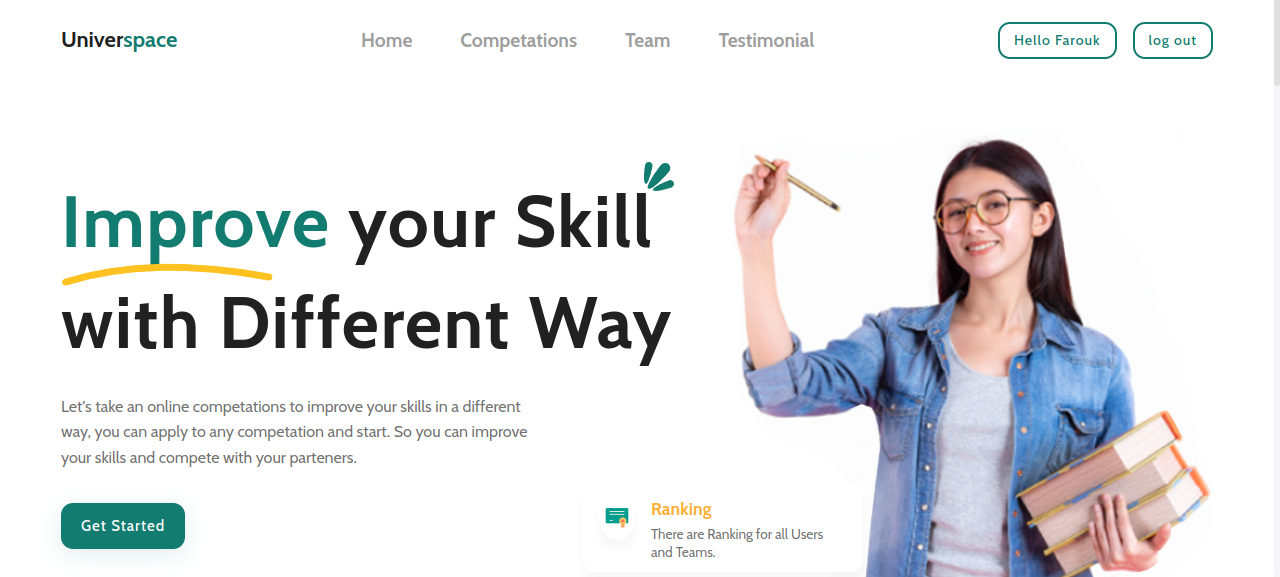 Universpace
Home
Competations
Team
Testimonial
Hello Farouk
log out
Improve your Skill
with Different Way
Let's take an online competations to improve your skills in a different
way, you can apply to any competation and start. So you can improve
your skills and compete with your parteners.
Get Started
Ranking
There are Ranking for all Users
and Teams.